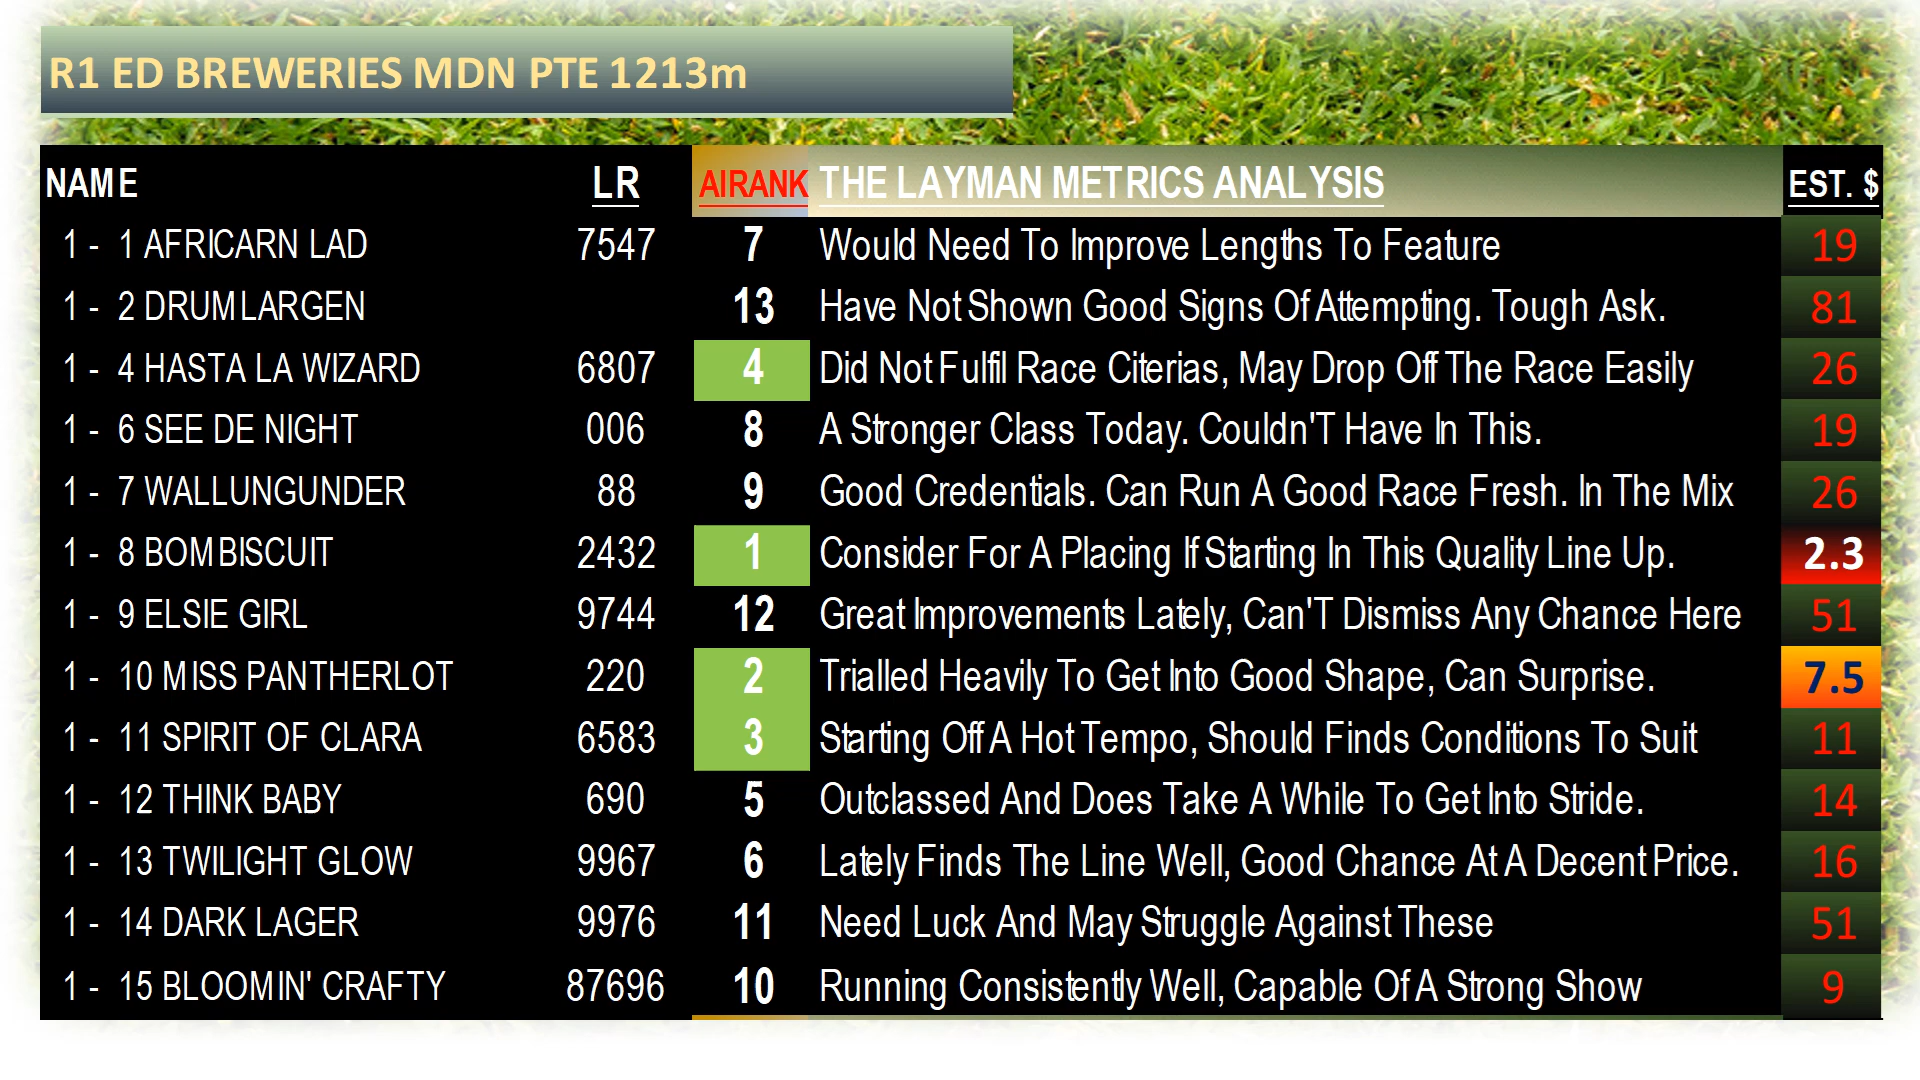 R1 ED BREWERIES MDN PTE 1213m
NAME LR AIRANK THE LAYMAN METRICS ANALYSIS EST. $
1 - 1 AFRICARN LAD 7547 7 Would Need To Improve Lengths To Feature 19
1 - 2 DRUMLARGEN 13 Have Not Shown Good Signs Of Attempting. Tough Ask. 81
1 - 4 HASTA LA WIZARD 6807 4 Did Not Fulfil Race Citerias, May Drop Off The Race Easily 26
1 - 6 SEE DE NIGHT 006 8 A Stronger Class Today. Couldn'T Have In This. 19
1 - 7 WALLUNGUNDER 88 9 Good Credentials. Can Run A Good Race Fresh. In The Mix 26
1 - 8 BOMBISCUIT 2432 1 Consider For A Placing If Starting In This Quality Line Up. 2.3
1 - 9 ELSIE GIRL 9744 12 Great Improvements Lately, Can'T Dismiss Any Chance Here 51
1 - 10 MISS PANTHERLOT 220 2 Trialled Heavily To Get Into Good Shape, Can Surprise. 7.5
1 - 11 SPIRIT OF CLARA 6583 3 Starting Off A Hot Tempo, Should Finds Conditions To Suit 11
1 - 12 THINK BABY 690 5 Outclassed And Does Take A While To Get Into Stride. 14
1 - 13 TWILIGHT GLOW 9967 6 Lately Finds The Line Well, Good Chance At A Decent Price. 16
1 - 14 DARK LAGER 9976 11 Need Luck And May Struggle Against These 51
1 - 15 BLOOMIN' CRAFTY 87696 10 Running Consistently Well, Capable Of A Strong Show 9